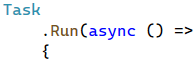 Task
.Run(async () =>
{